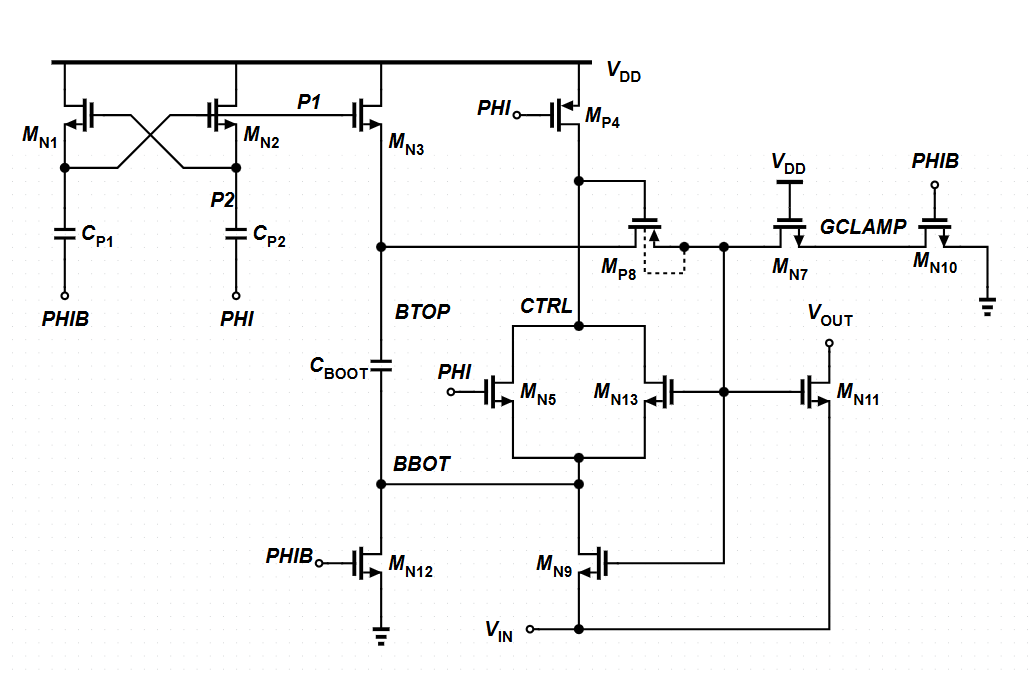 VDD
PHI
P1
MP4
MN1
MN2
MN3
VDD
PHIB
P2
CP1
CP2
GCLAMP
MP8
MN7
MN10
PHIB
PHI
BTOP
CTRL
VOUT
CBOOT
PHI
MN5
MN13
MN11
BBOT
PHIB
MN12
MN9
VIN